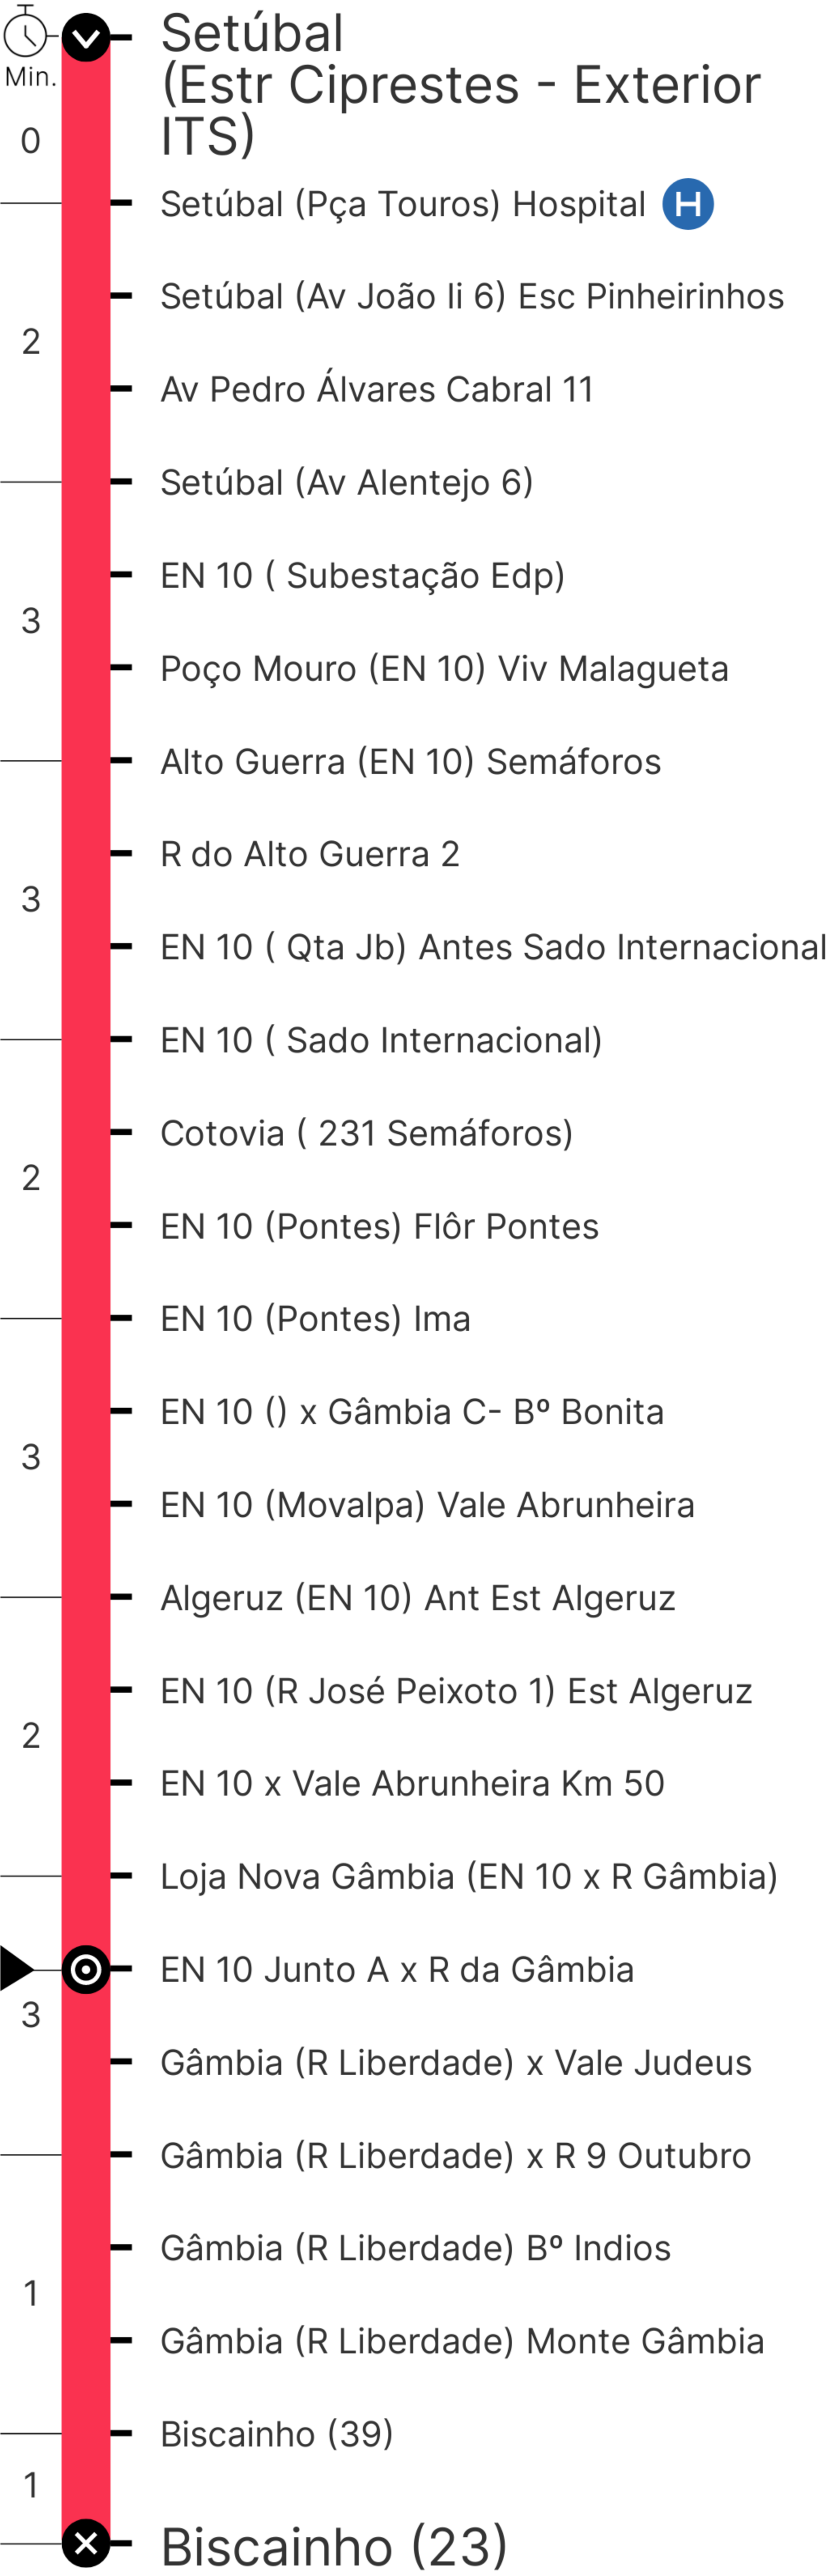 Setúbal
(Estr Ciprestes - Exterior
ITS)
Min.
0
Setúbal (Pça Touros) Hospital H
Setúbal (Av João Ii 6) Esc Pinheirinhos
2
Av Pedro Álvares Cabral 11
Setúbal (Av Alentejo 6)
EN 10 ( Subestação Edp)
3
Poço Mouro (EN 10) Viv Malagueta
Alto Guerra (EN 10) Semáforos
R do Alto Guerra 2
3
EN 10 ( Qta Jb) Antes Sado Internacional
EN 10 ( Sado Internacional)
Cotovia ( 231 Semáforos)
2
EN 10 (Pontes) Flôr Pontes
EN 10 (Pontes) Ima
EN 10 () x Gâmbia C- Bº Bonita
3
EN 10 (Movalpa) Vale Abrunheira
Algeruz (EN 10) Ant Est Algeruz
EN 10 (R José Peixoto 1) Est Algeruz
2
EN 10 x Vale Abrunheira Km 50
Loja Nova Gâmbia (EN 10 x R Gâmbia)
EN 10 Junto A x R da Gâmbia
3
Gâmbia (R Liberdade) x Vale Judeus
Gâmbia (R Liberdade) x R 9 Outubro
Gâmbia (R Liberdade) Bº Indios
1
Gâmbia (R Liberdade) Monte Gâmbia
Biscainho (39)
1
Biscainho (23)